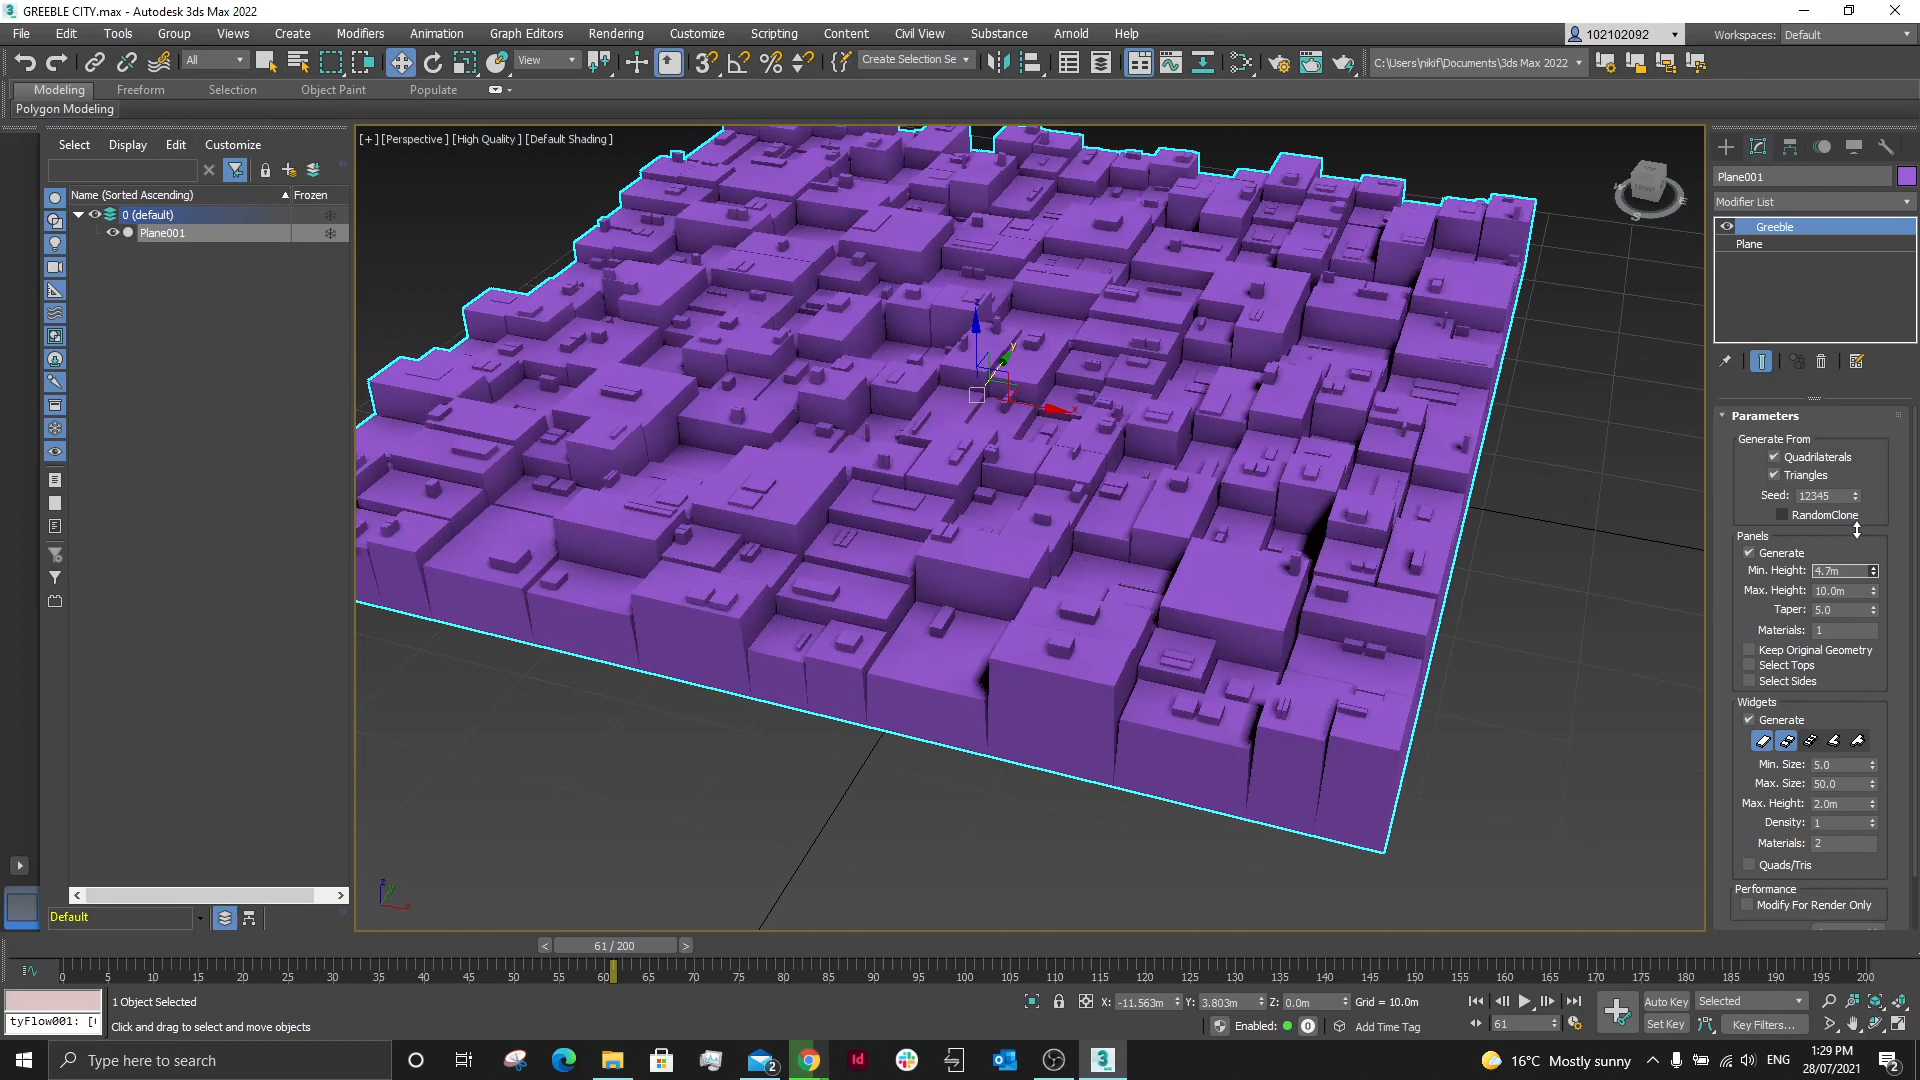 GREEBLE CITY.max - Autodesk 3ds Max 2022
File Edit Tools Group Views Create Modifiers Animation Graph Editors Rendering Customize Scripting Content Civil View Substance Arnold Help
102102092 Workspaces: Default
All View Create Selection Se C:\Users\nikif\Documents\3ds Max 2022
Modeling Freeform Selection Object Paint Populate
Polygon Modeling
Select Display Edit Customize
Name (Sorted Ascending) Frozen
0 (default)
Plane001
[+] [Perspective] [High Quality] [Default Shading]
FRONT
S
E
z
y
x
Plane001
Modifier List
Greeble
Plane
Parameters
Generate From
Quadrilaterals
Triangles
Seed: 12345
RandomClone
Panels
Generate
Min. Height: 4.7m
Max. Height: 10.0m
Taper: 5.0
Materials: 1
Keep Original Geometry
Select Tops
Select Sides
Widgets
Generate
Min. Size: 5.0
Max. Size: 50.0
Max. Height: 2.0m
Density: 1
Materials: 2
Quads/Tris
Performance
Modify For Render Only
Default
z
x
< 61 / 200 >
0 5 10 15 20 25 30 35 40 45 50 55 60 65 70 75 80 85 90 95 100 105 110 115 120 125 130 135 140 145 150 155 160 165 170 175 180 185 190 195 200
1 Object Selected
X: -11.563m Y: 3.803m Z: 0.0m Grid = 10.0m
Auto Key Selected
tyFlow001: [
Click and drag to select and move objects
Enabled: 0 Add Time Tag
61
Set Key Key Filters...
Type here to search
2
Id
3
16°C Mostly sunny
ENG
1:29 PM
28/07/2021
2